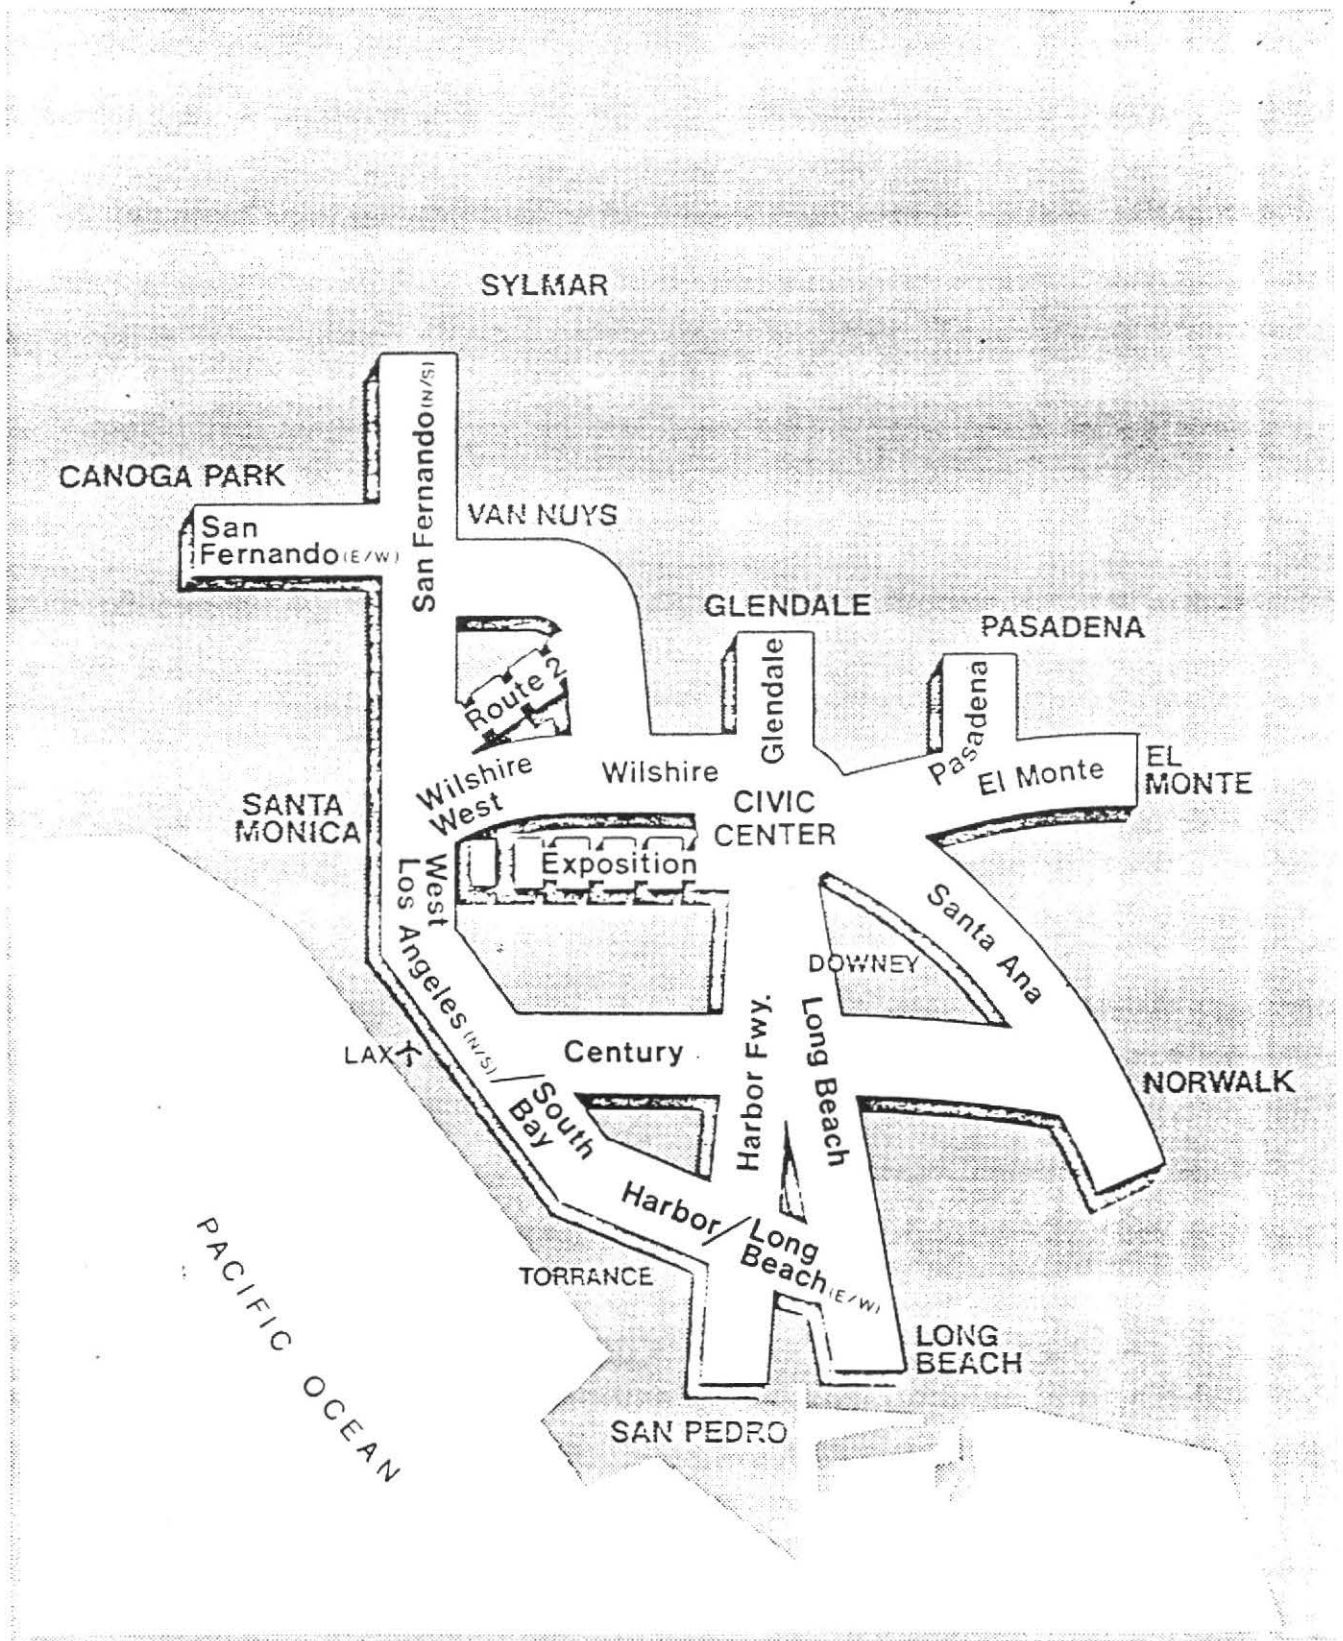 SYLMAR
San Fernando (N/S)
CANOGA PARK
San
Fernando (E/W)
VAN NUYS
GLENDALE
PASADENA
Glendale
Pasadena
Route 2
Wilshire
West
Wilshire
El Monte
EL
MONTE
SANTA
MONICA
CIVIC
CENTER
Exposition
West
Los Angeles (N/S)/
South
Bay
Santa Ana
DOWNEY
LAX
Century
Harbor Fwy.
Long Beach
NORWALK
Harbor/
Long
Beach (E/W)
TORRANCE
PACIFIC OCEAN
LONG
BEACH
SAN PEDRO